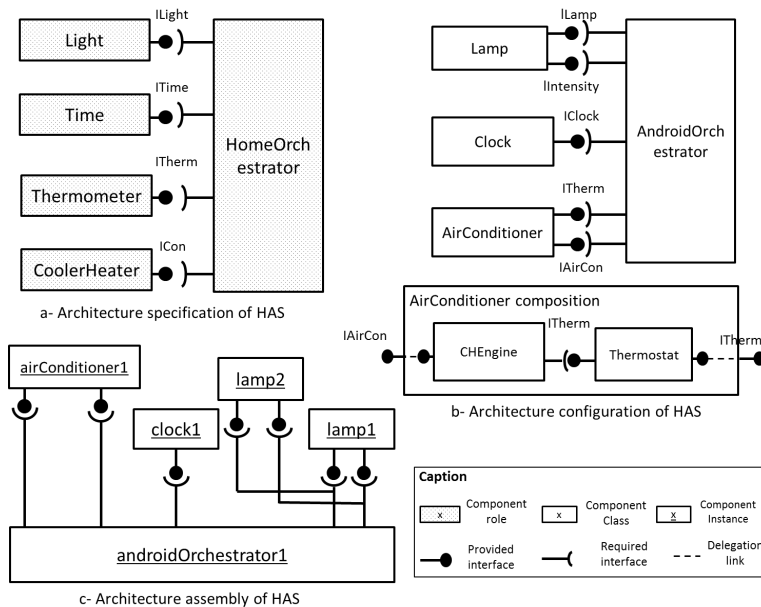 ILight
Light
ITime
Time
HomeOrch
estrator
ITherm
Thermometer
ICon
CoolerHeater
a- Architecture specification of HAS
ILamp
Lamp
IIntensity
IClock
Clock
AndroidOrch
estrator
ITherm
AirConditioner
IAirCon
AirConditioner composition
IAirCon
ITherm
ITherm
CHEngine
Thermostat
b- Architecture configuration of HAS
airConditioner1
lamp2
clock1
lamp1
androidOrchestrator1
c- Architecture assembly of HAS
Caption
x
Component
role
x
Component
Class
x
Component
Instance
Provided
interface
Required
interface
Delegation
link